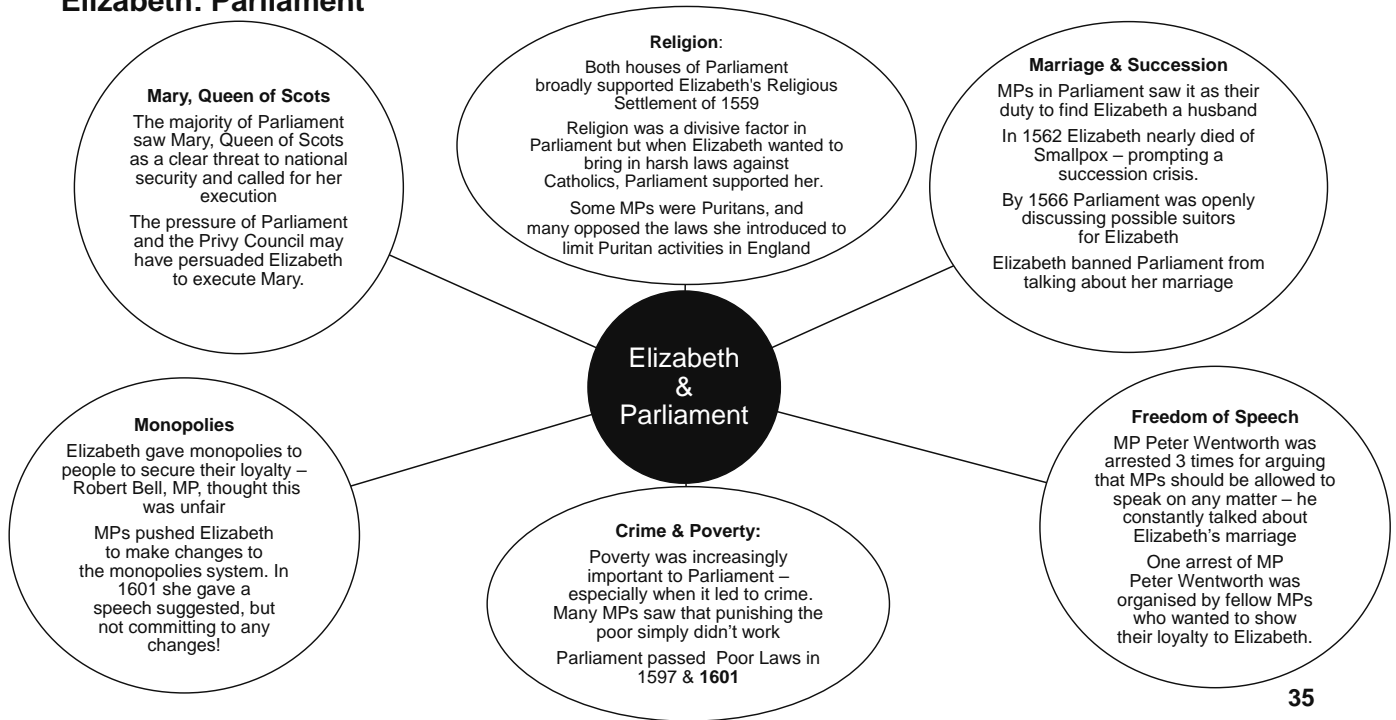 Elizabeth: Parliament
Mary, Queen of Scots
The majority of Parliament
saw Mary, Queen of Scots
as a clear threat to national
security and called for her
execution
The pressure of Parliament
and the Privy Council may
have persuaded Elizabeth
to execute Mary.
Religion:
Both houses of Parliament
broadly supported Elizabeth's Religious
Settlement of 1559
Religion was a divisive factor in
Parliament but when Elizabeth wanted to
bring in harsh laws against
Catholics, Parliament supported her.
Some MPs were Puritans, and
many opposed the laws she introduced to
limit Puritan activities in England
Marriage & Succession
MPs in Parliament saw it as their
duty to find Elizabeth a husband
In 1562 Elizabeth nearly died of
Smallpox – prompting a
succession crisis.
By 1566 Parliament was openly
discussing possible suitors
for Elizabeth
Elizabeth banned Parliament from
talking about her marriage
Elizabeth
&
Parliament
Monopolies
Elizabeth gave monopolies to
people to secure their loyalty –
Robert Bell, MP, thought this
was unfair
MPs pushed Elizabeth
to make changes to
the monopolies system. In
1601 she gave a
speech suggested, but
not committing to any
changes!
Crime & Poverty:
Poverty was increasingly
important to Parliament –
especially when it led to crime.
Many MPs saw that punishing the
poor simply didn't work
Parliament passed Poor Laws in
1597 & 1601
Freedom of Speech
MP Peter Wentworth was
arrested 3 times for arguing
that MPs should be allowed to
speak on any matter – he
constantly talked about
Elizabeth's marriage
One arrest of MP
Peter Wentworth was
organised by fellow MPs
who wanted to show
their loyalty to Elizabeth.
35